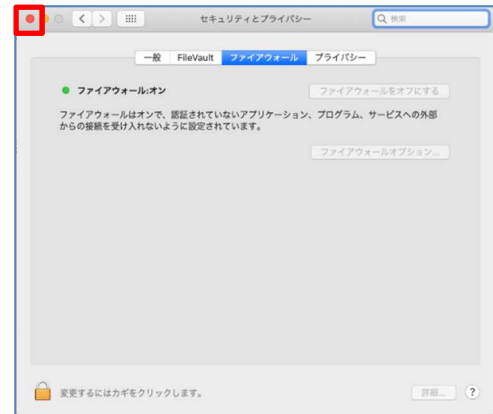 セキュリティとプライバシー
検索
一般 FileVault ファイアウォール プライバシー
ファイアウォール:オン
ファイアウォールをオフにする
ファイアウォールはオンで、認証されていないアプリケーション、プログラム、サービスへの外部
からの接続を受け入れないように設定されています。
ファイアウォールオプション...
変更するにはカギをクリックします。
詳細...
?